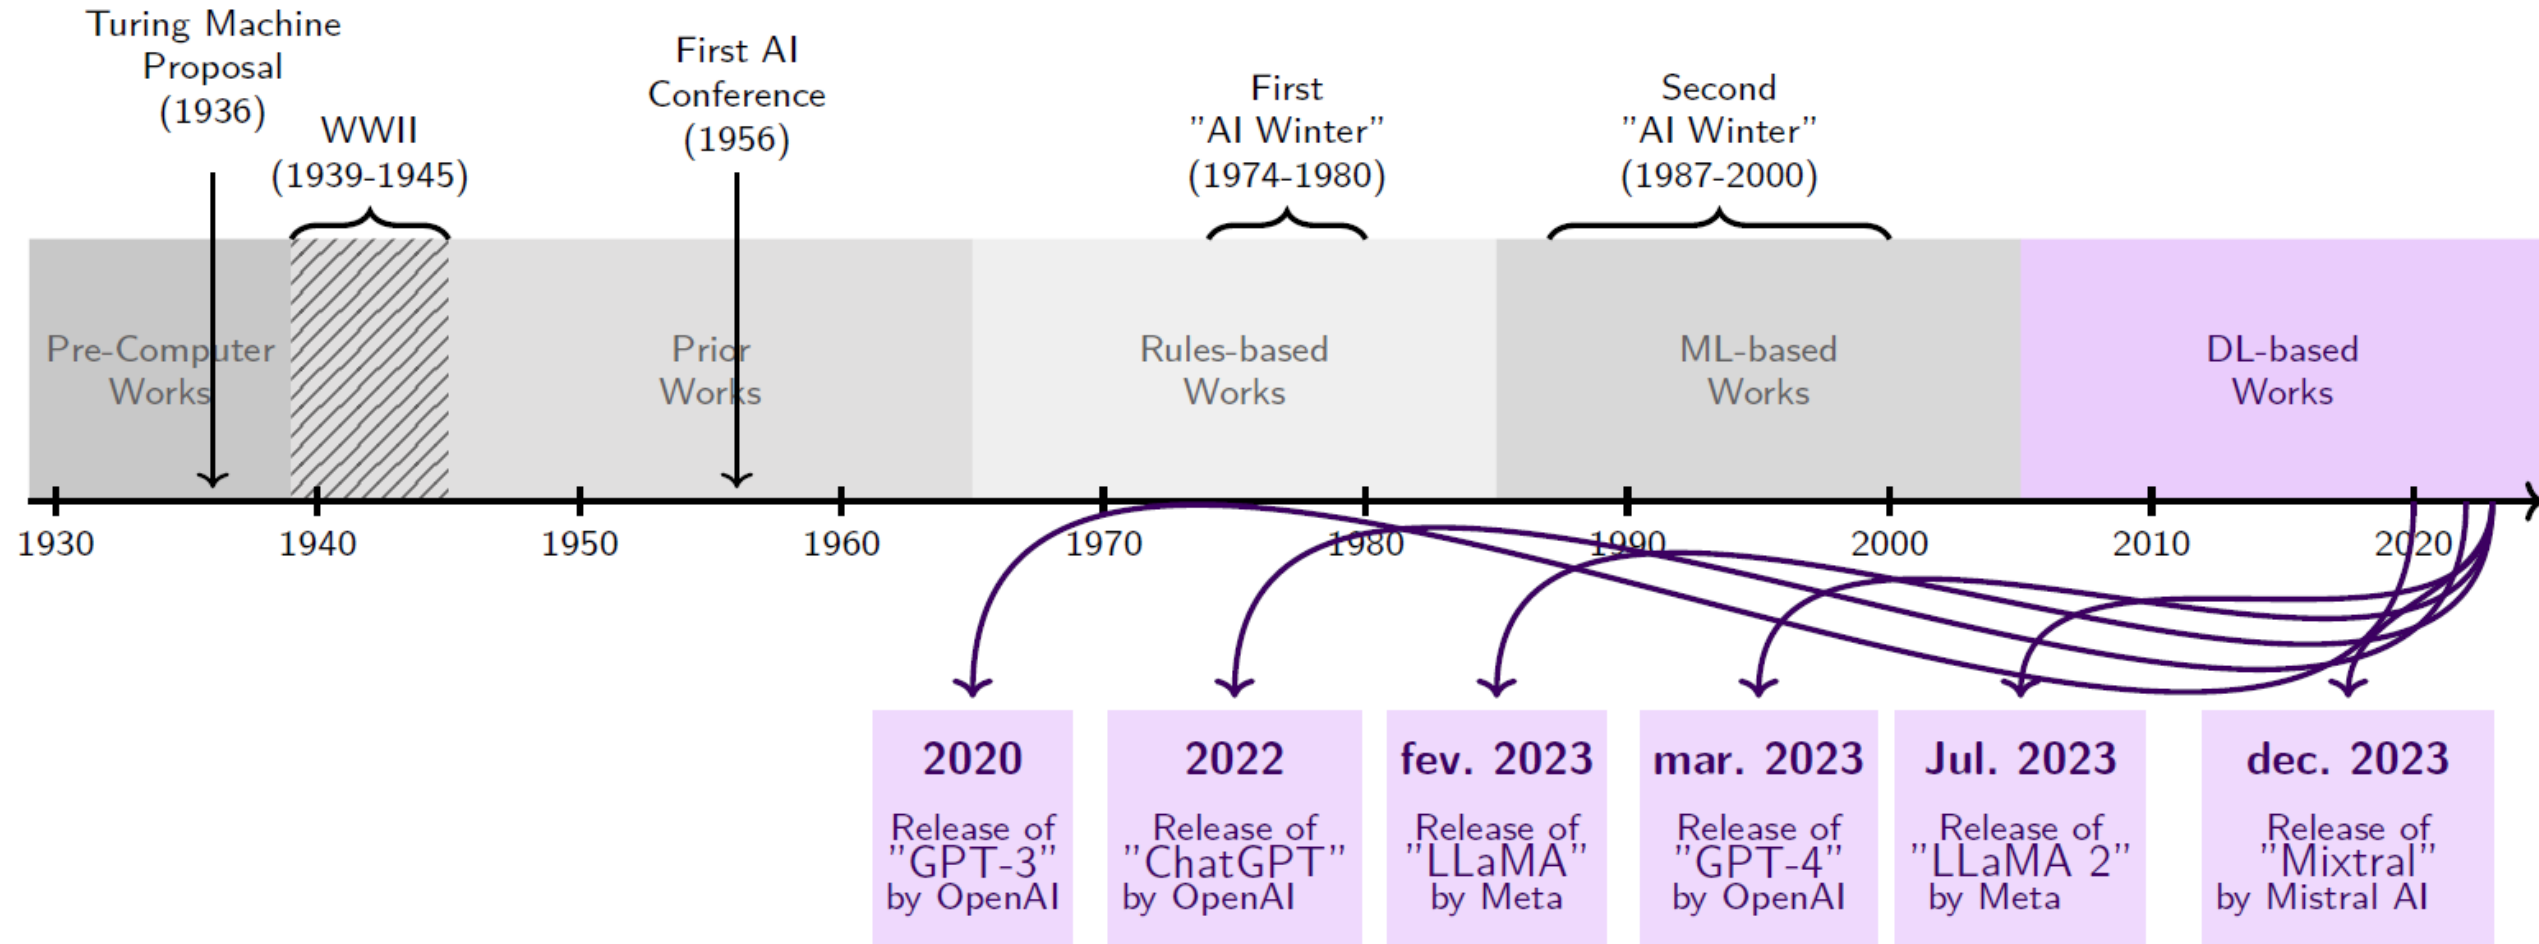 Turing Machine
Proposal
(1936)
WWII
(1939-1945)
First AI
Conference
(1956)
First
”AI Winter”
(1974-1980)
Second
”AI Winter”
(1987-2000)
Pre-Computer
Works
Prior
Works
Rules-based
Works
ML-based
Works
DL-based
Works
1930
1940
1950
1960
1970
1980
1990
2000
2010
2020
2020
Release of
”GPT-3”
by OpenAI
2022
Release of
”ChatGPT”
by OpenAI
fev. 2023
Release of
”LLaMA”
by Meta
mar. 2023
Release of
”GPT-4”
by OpenAI
Jul. 2023
Release of
”LLaMA 2”
by Meta
dec. 2023
Release of
”Mixtral”
by Mistral AI